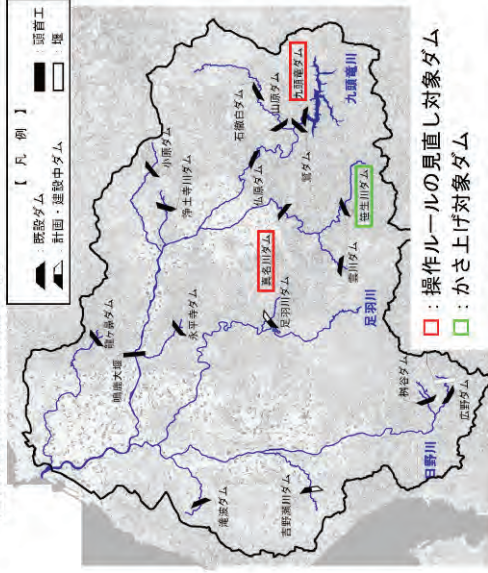 【 凡 例 】
：既設ダム
：頭首工
：計画・建設中ダム
：堰
龍ヶ鼻ダム
鳴鹿大堰
永平寺ダム
浄土寺川ダム
小原ダム
石徹白ダム
山原ダム
九頭竜ダム
九頭竜川
仏原ダム
鷲ダム
真名川ダム
笹生川ダム
雲川ダム
足羽川ダム
足羽川
滝波ダム
吉野瀬川ダム
日野川
桝谷ダム
広野ダム
：操作ルールの見直し対象ダム
：かさ上げ対象ダム